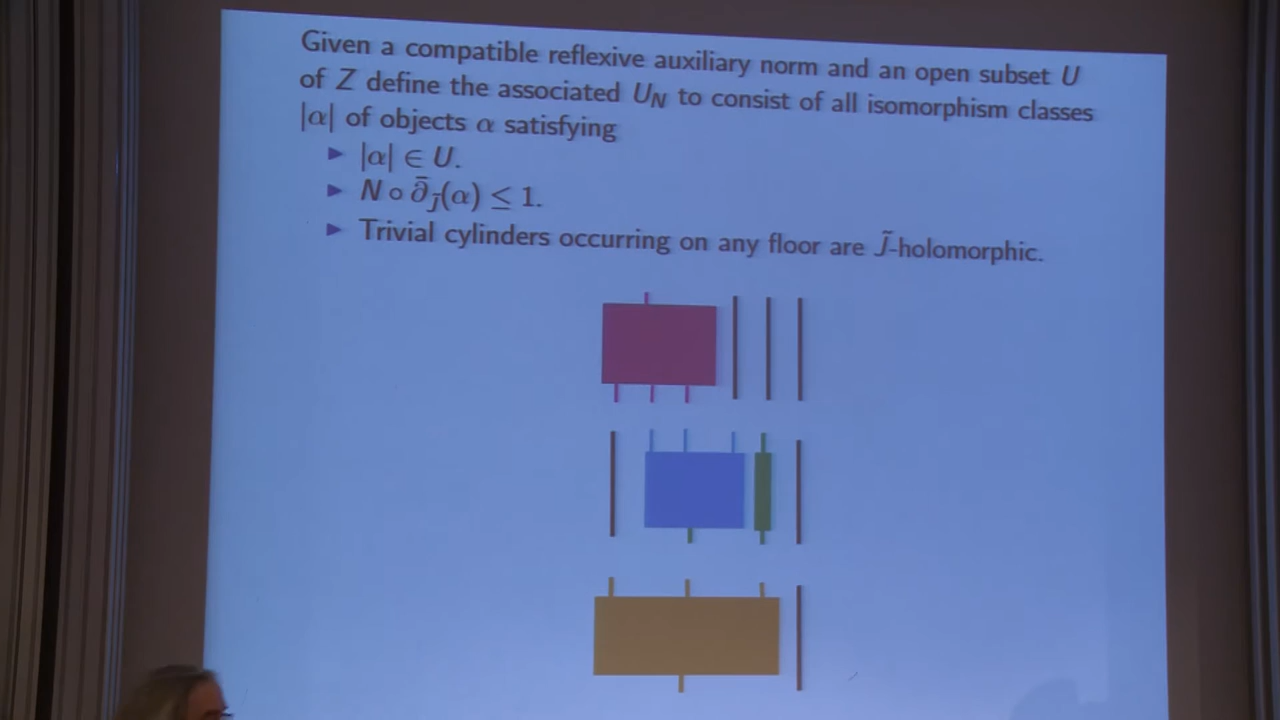 Given a compatible reflexive auxiliary norm and an open subset U
of Z define the associated U_N to consist of all isomorphism classes
|α| of objects α satisfying
▶ |α| ∈ U.
▶ N ∘ ∂̄_J̃(α) ≤ 1.
▶ Trivial cylinders occurring on any floor are J̃-holomorphic.